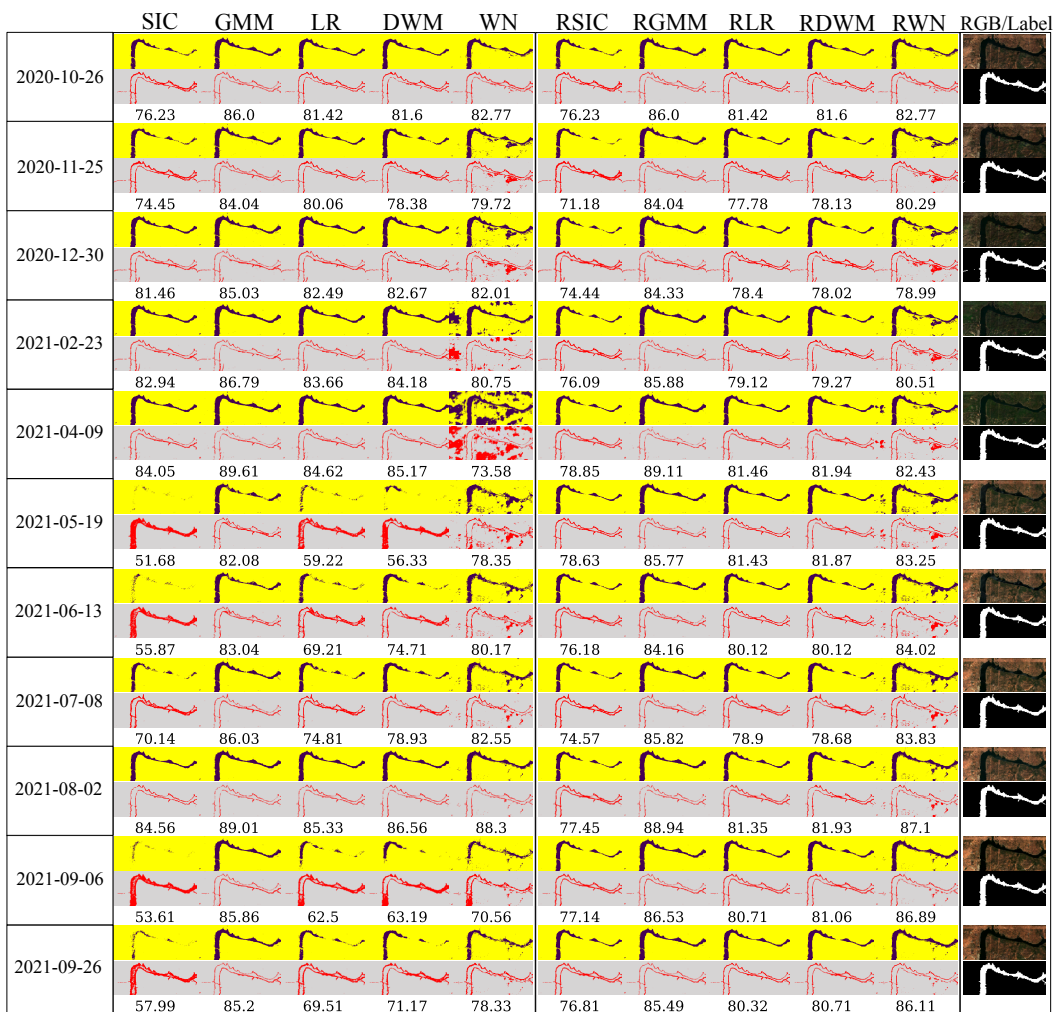 SIC GMM LR DWM WN RSIC RGMM RLR RDWM RWN RGB/Label
2020-10-26
76.23 86.0 81.42 81.6 82.77 76.23 86.0 81.42 81.6 82.77
2020-11-25
74.45 84.04 80.06 78.38 79.72 71.18 84.04 77.78 78.13 80.29
2020-12-30
81.46 85.03 82.49 82.67 82.01 74.44 84.33 78.4 78.02 78.99
2021-02-23
82.94 86.79 83.66 84.18 80.75 76.09 85.88 79.12 79.27 80.51
2021-04-09
84.05 89.61 84.62 85.17 73.58 78.85 89.11 81.46 81.94 82.43
2021-05-19
51.68 82.08 59.22 56.33 78.35 78.63 85.77 81.43 81.87 83.25
2021-06-13
55.87 83.04 69.21 74.71 80.17 76.18 84.16 80.12 80.12 84.02
2021-07-08
70.14 86.03 74.81 78.93 82.55 74.57 85.82 78.9 78.68 83.83
2021-08-02
84.56 89.01 85.33 86.56 88.3 77.45 88.94 81.35 81.93 87.1
2021-09-06
53.61 85.86 62.5 63.19 70.56 77.14 86.53 80.71 81.06 86.89
2021-09-26
57.99 85.2 69.51 71.17 78.33 76.81 85.49 80.32 80.71 86.11